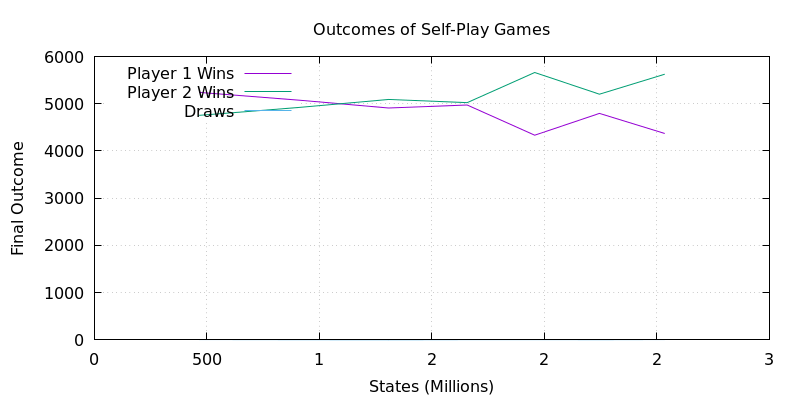 Outcomes of Self-Play Games
6000
5000
4000
3000
2000
1000
0
Final Outcome
Player 1 Wins
Player 2 Wins
Draws
0 500 1 2 2 2 3
States (Millions)